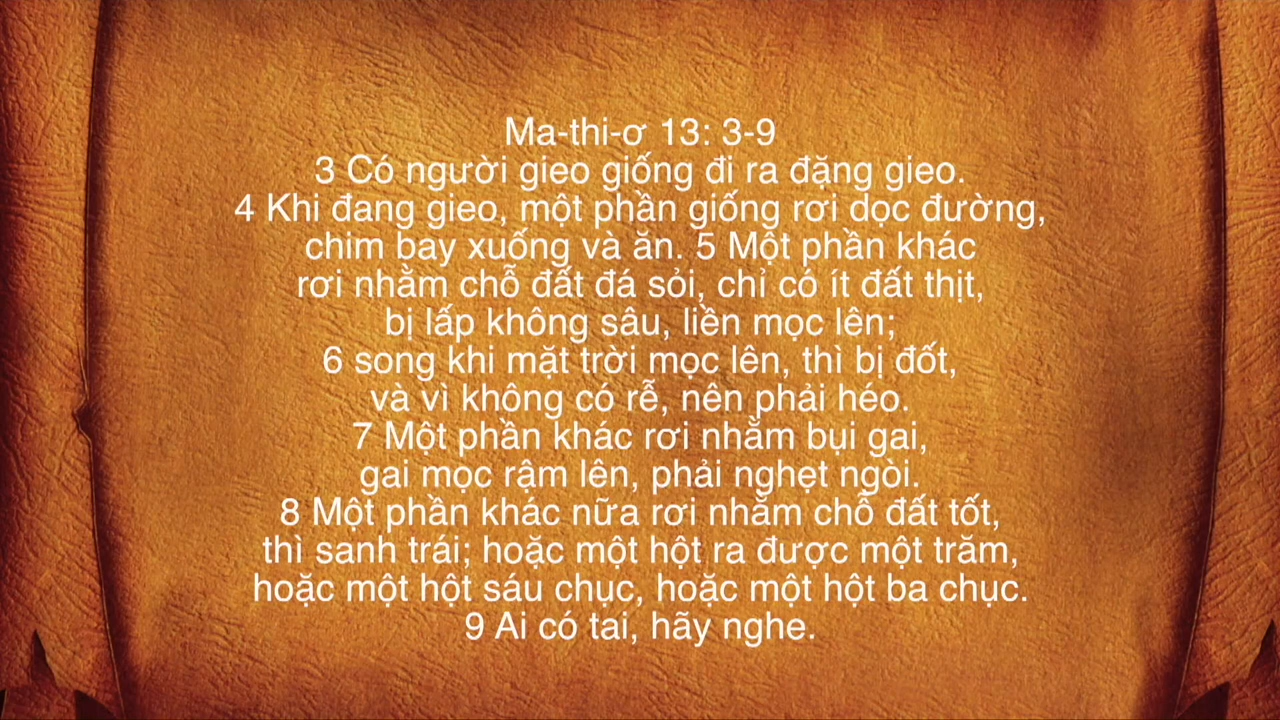 Ma-thi-ơ 13: 3-9
3 Có người gieo giống đi ra đặng gieo.
4 Khi đang gieo, một phần giống rơi dọc đường,
chim bay xuống và ăn. 5 Một phần khác
rơi nhằm chỗ đất đá sỏi, chỉ có ít đất thịt,
bị lấp không sâu, liền mọc lên;
6 song khi mặt trời mọc lên, thì bị đốt,
và vì không có rễ, nên phải héo.
7 Một phần khác rơi nhằm bụi gai,
gai mọc rậm lên, phải nghẹt ngòi.
8 Một phần khác nữa rơi nhằm chỗ đất tốt,
thì sanh trái; hoặc một hột ra được một trăm,
hoặc một hột sáu chục, hoặc một hột ba chục.
9 Ai có tai, hãy nghe.